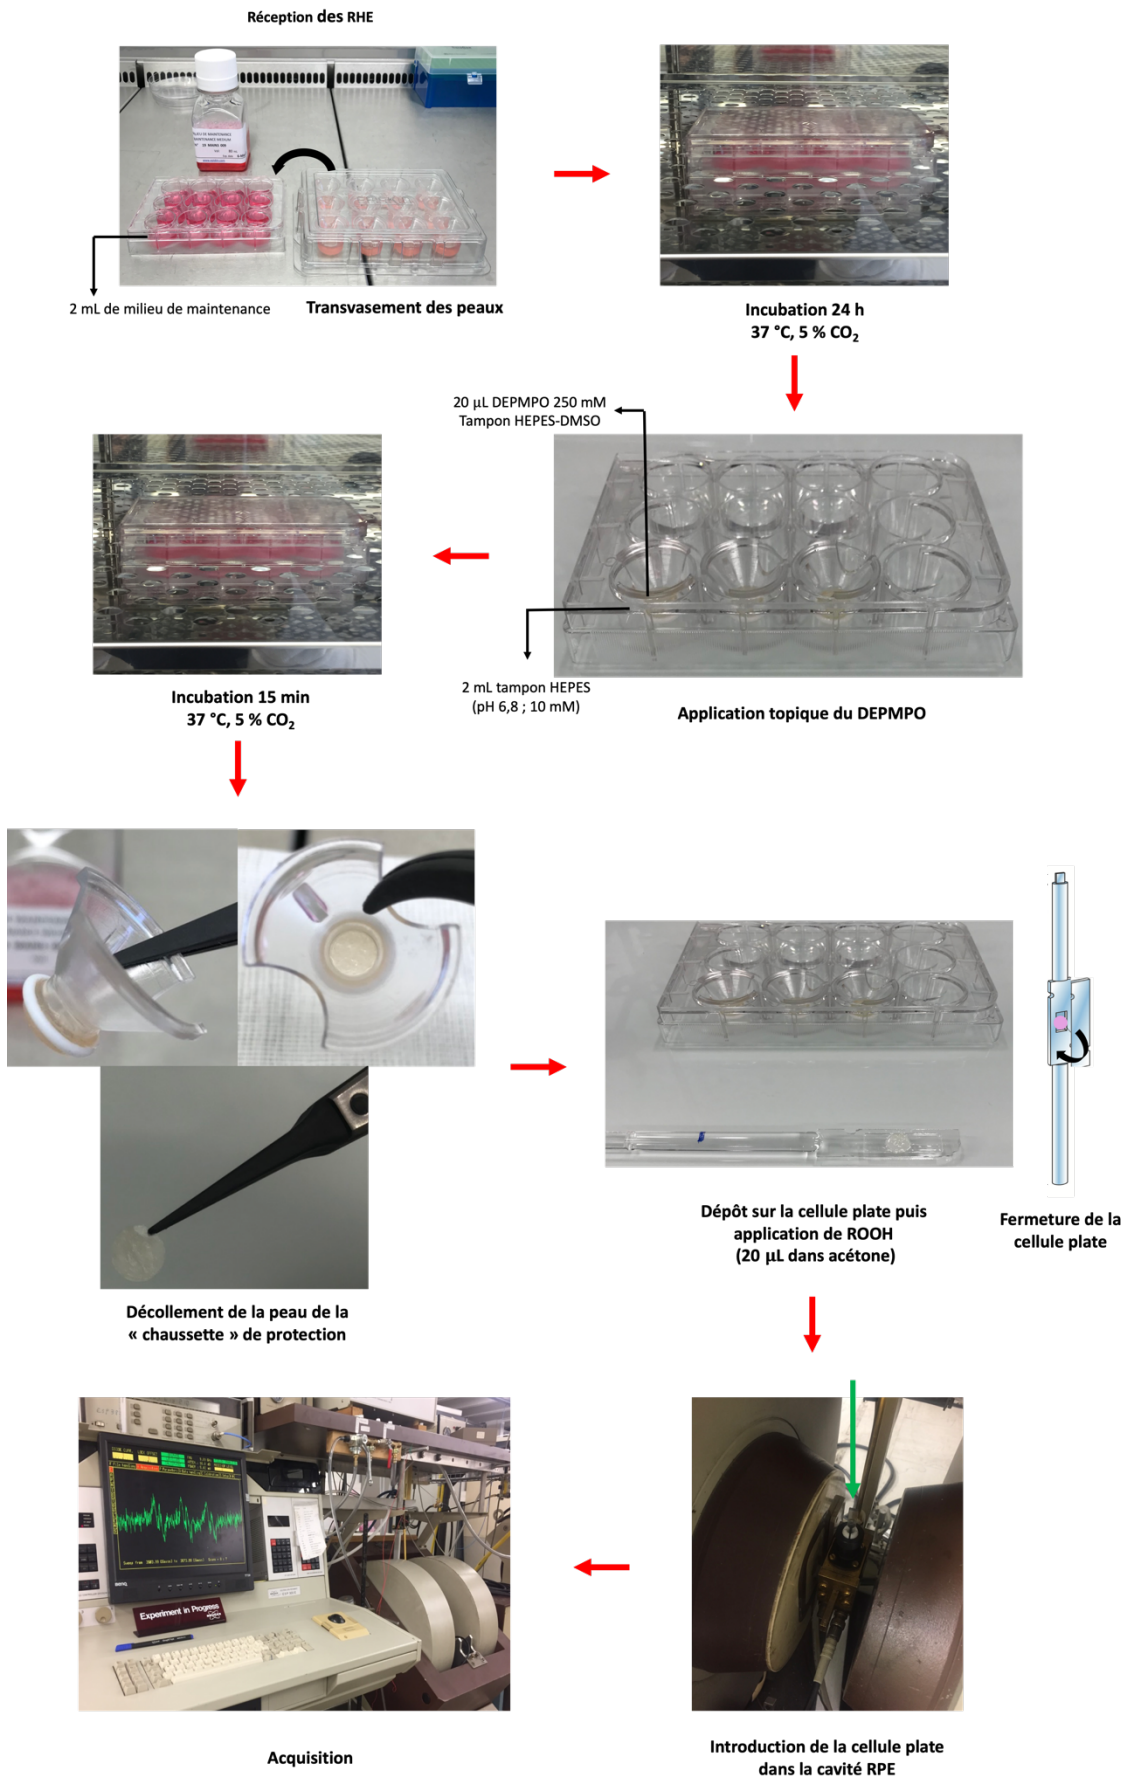 Réception des RHE
2 mL de milieu de maintenance
Transvasement des peaux
Incubation 24 h
37 °C, 5 % CO₂
20 µL DEPMPO 250 mM
Tampon HEPES-DMSO
2 mL tampon HEPES
(pH 6,8 ; 10 mM)
Application topique du DEPMPO
Incubation 15 min
37 °C, 5 % CO₂
Décollement de la peau de la
« chaussette » de protection
Dépôt sur la cellule plate puis
application de ROOH
(20 µL dans acétone)
Fermeture de la
cellule plate
Experiment in Progress
Acquisition
Introduction de la cellule plate
dans la cavité RPE